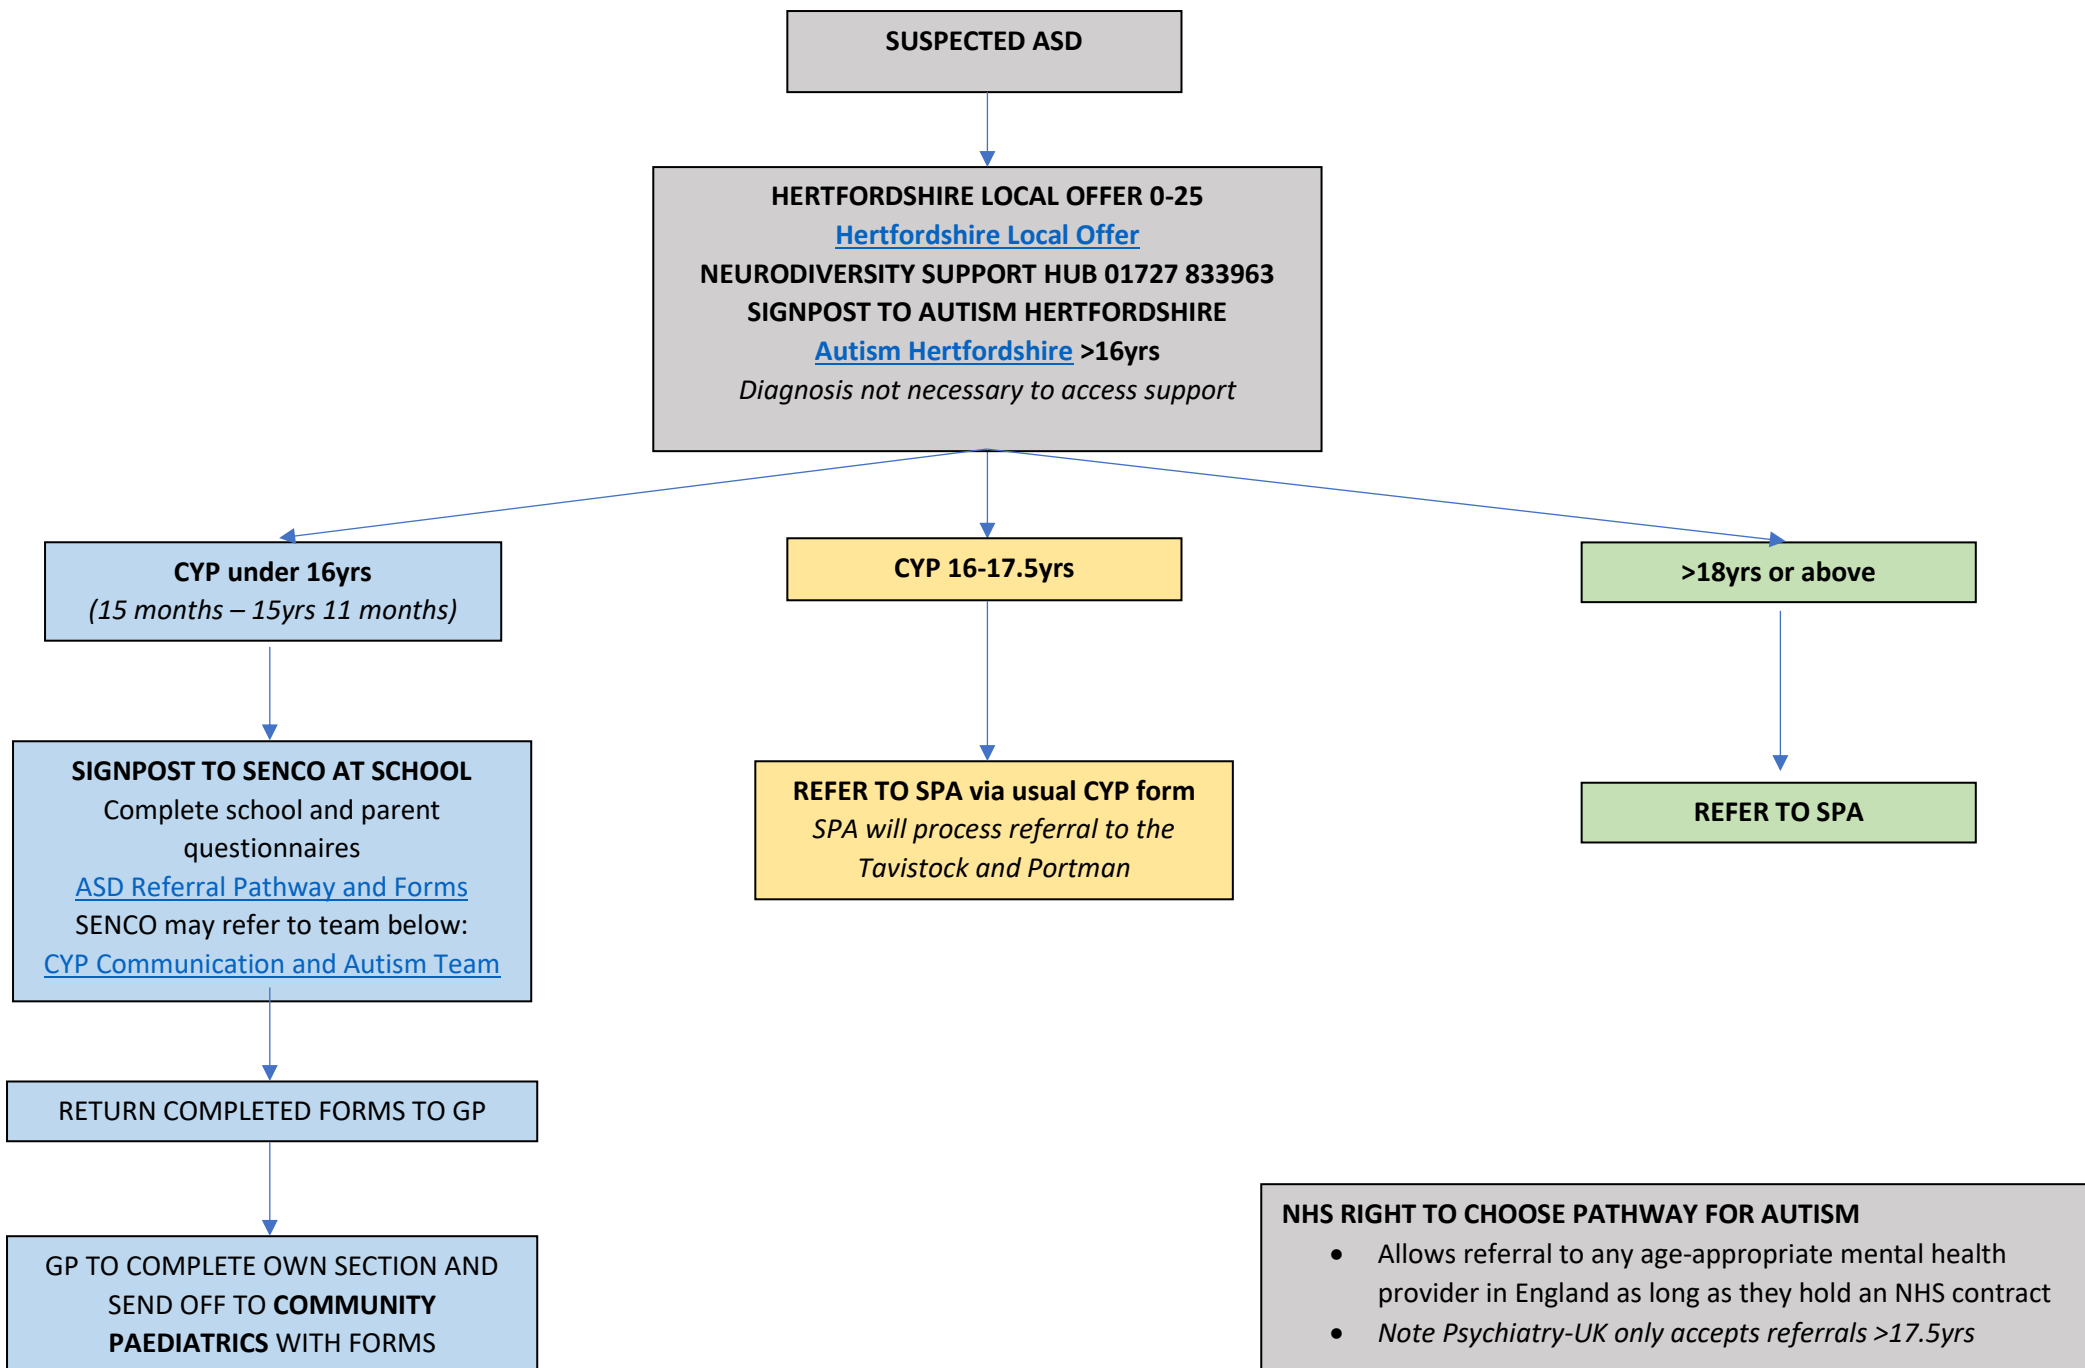 SUSPECTED ASD
HERTFORDSHIRE LOCAL OFFER 0-25
Hertfordshire Local Offer
NEURODIVERSITY SUPPORT HUB 01727 833963
SIGNPOST TO AUTISM HERTFORDSHIRE
Autism Hertfordshire >16yrs
Diagnosis not necessary to access support
CYP under 16yrs
(15 months – 15yrs 11 months)
SIGNPOST TO SENCO AT SCHOOL
Complete school and parent
questionnaires
ASD Referral Pathway and Forms
SENCO may refer to team below:
CYP Communication and Autism Team
RETURN COMPLETED FORMS TO GP
GP TO COMPLETE OWN SECTION AND
SEND OFF TO COMMUNITY
PAEDIATRICS WITH FORMS
CYP 16-17.5yrs
REFER TO SPA via usual CYP form
SPA will process referral to the
Tavistock and Portman
>18yrs or above
REFER TO SPA
NHS RIGHT TO CHOOSE PATHWAY FOR AUTISM
• Allows referral to any age-appropriate mental health
provider in England as long as they hold an NHS contract
• Note Psychiatry-UK only accepts referrals >17.5yrs